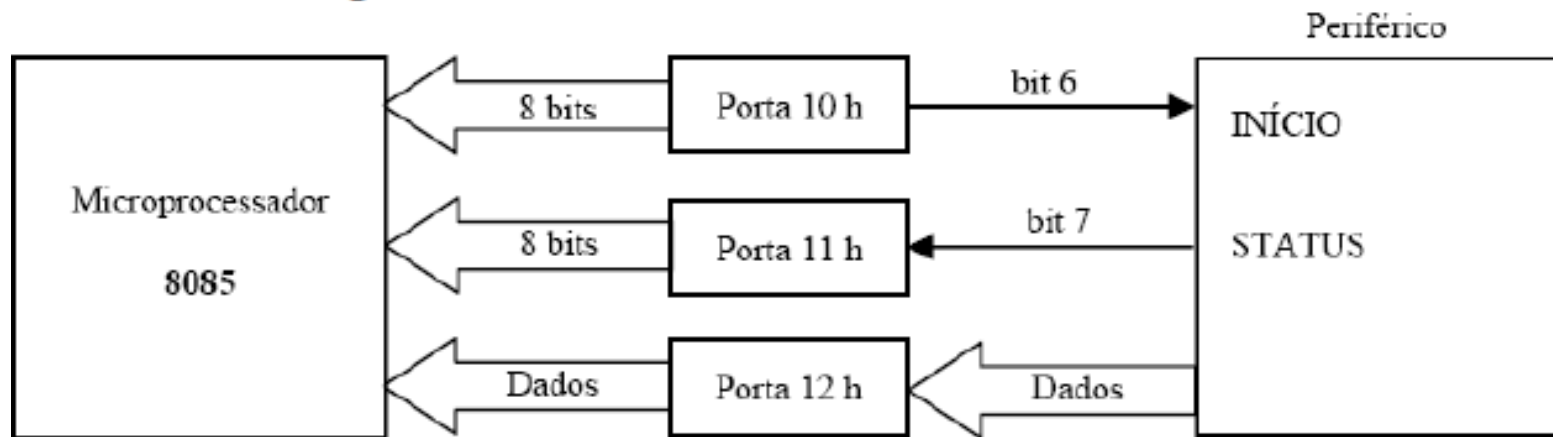 Periférico
8 bits
Porta 10 h
bit 6
INÍCIO
Microprocessador
8085
8 bits
Porta 11 h
bit 7
STATUS
Dados
Porta 12 h
Dados